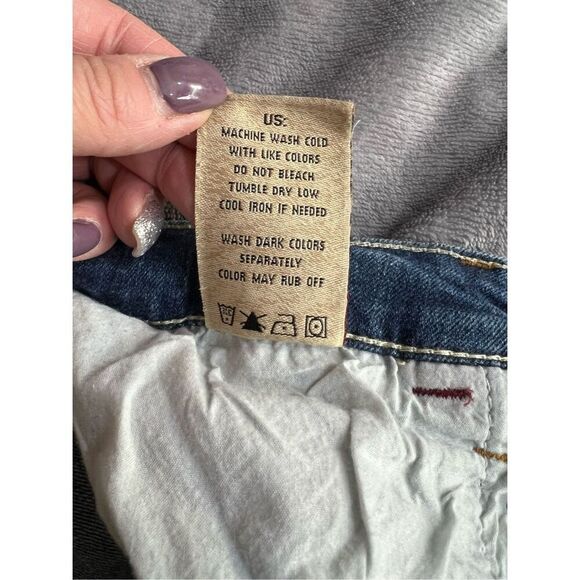 US:
MACHINE WASH COLD
WITH LIKE COLORS
DO NOT BLEACH
TUMBLE DRY LOW
COOL IRON IF NEEDED
WASH DARK COLORS
SEPARATELY
COLOR MAY RUB OFF